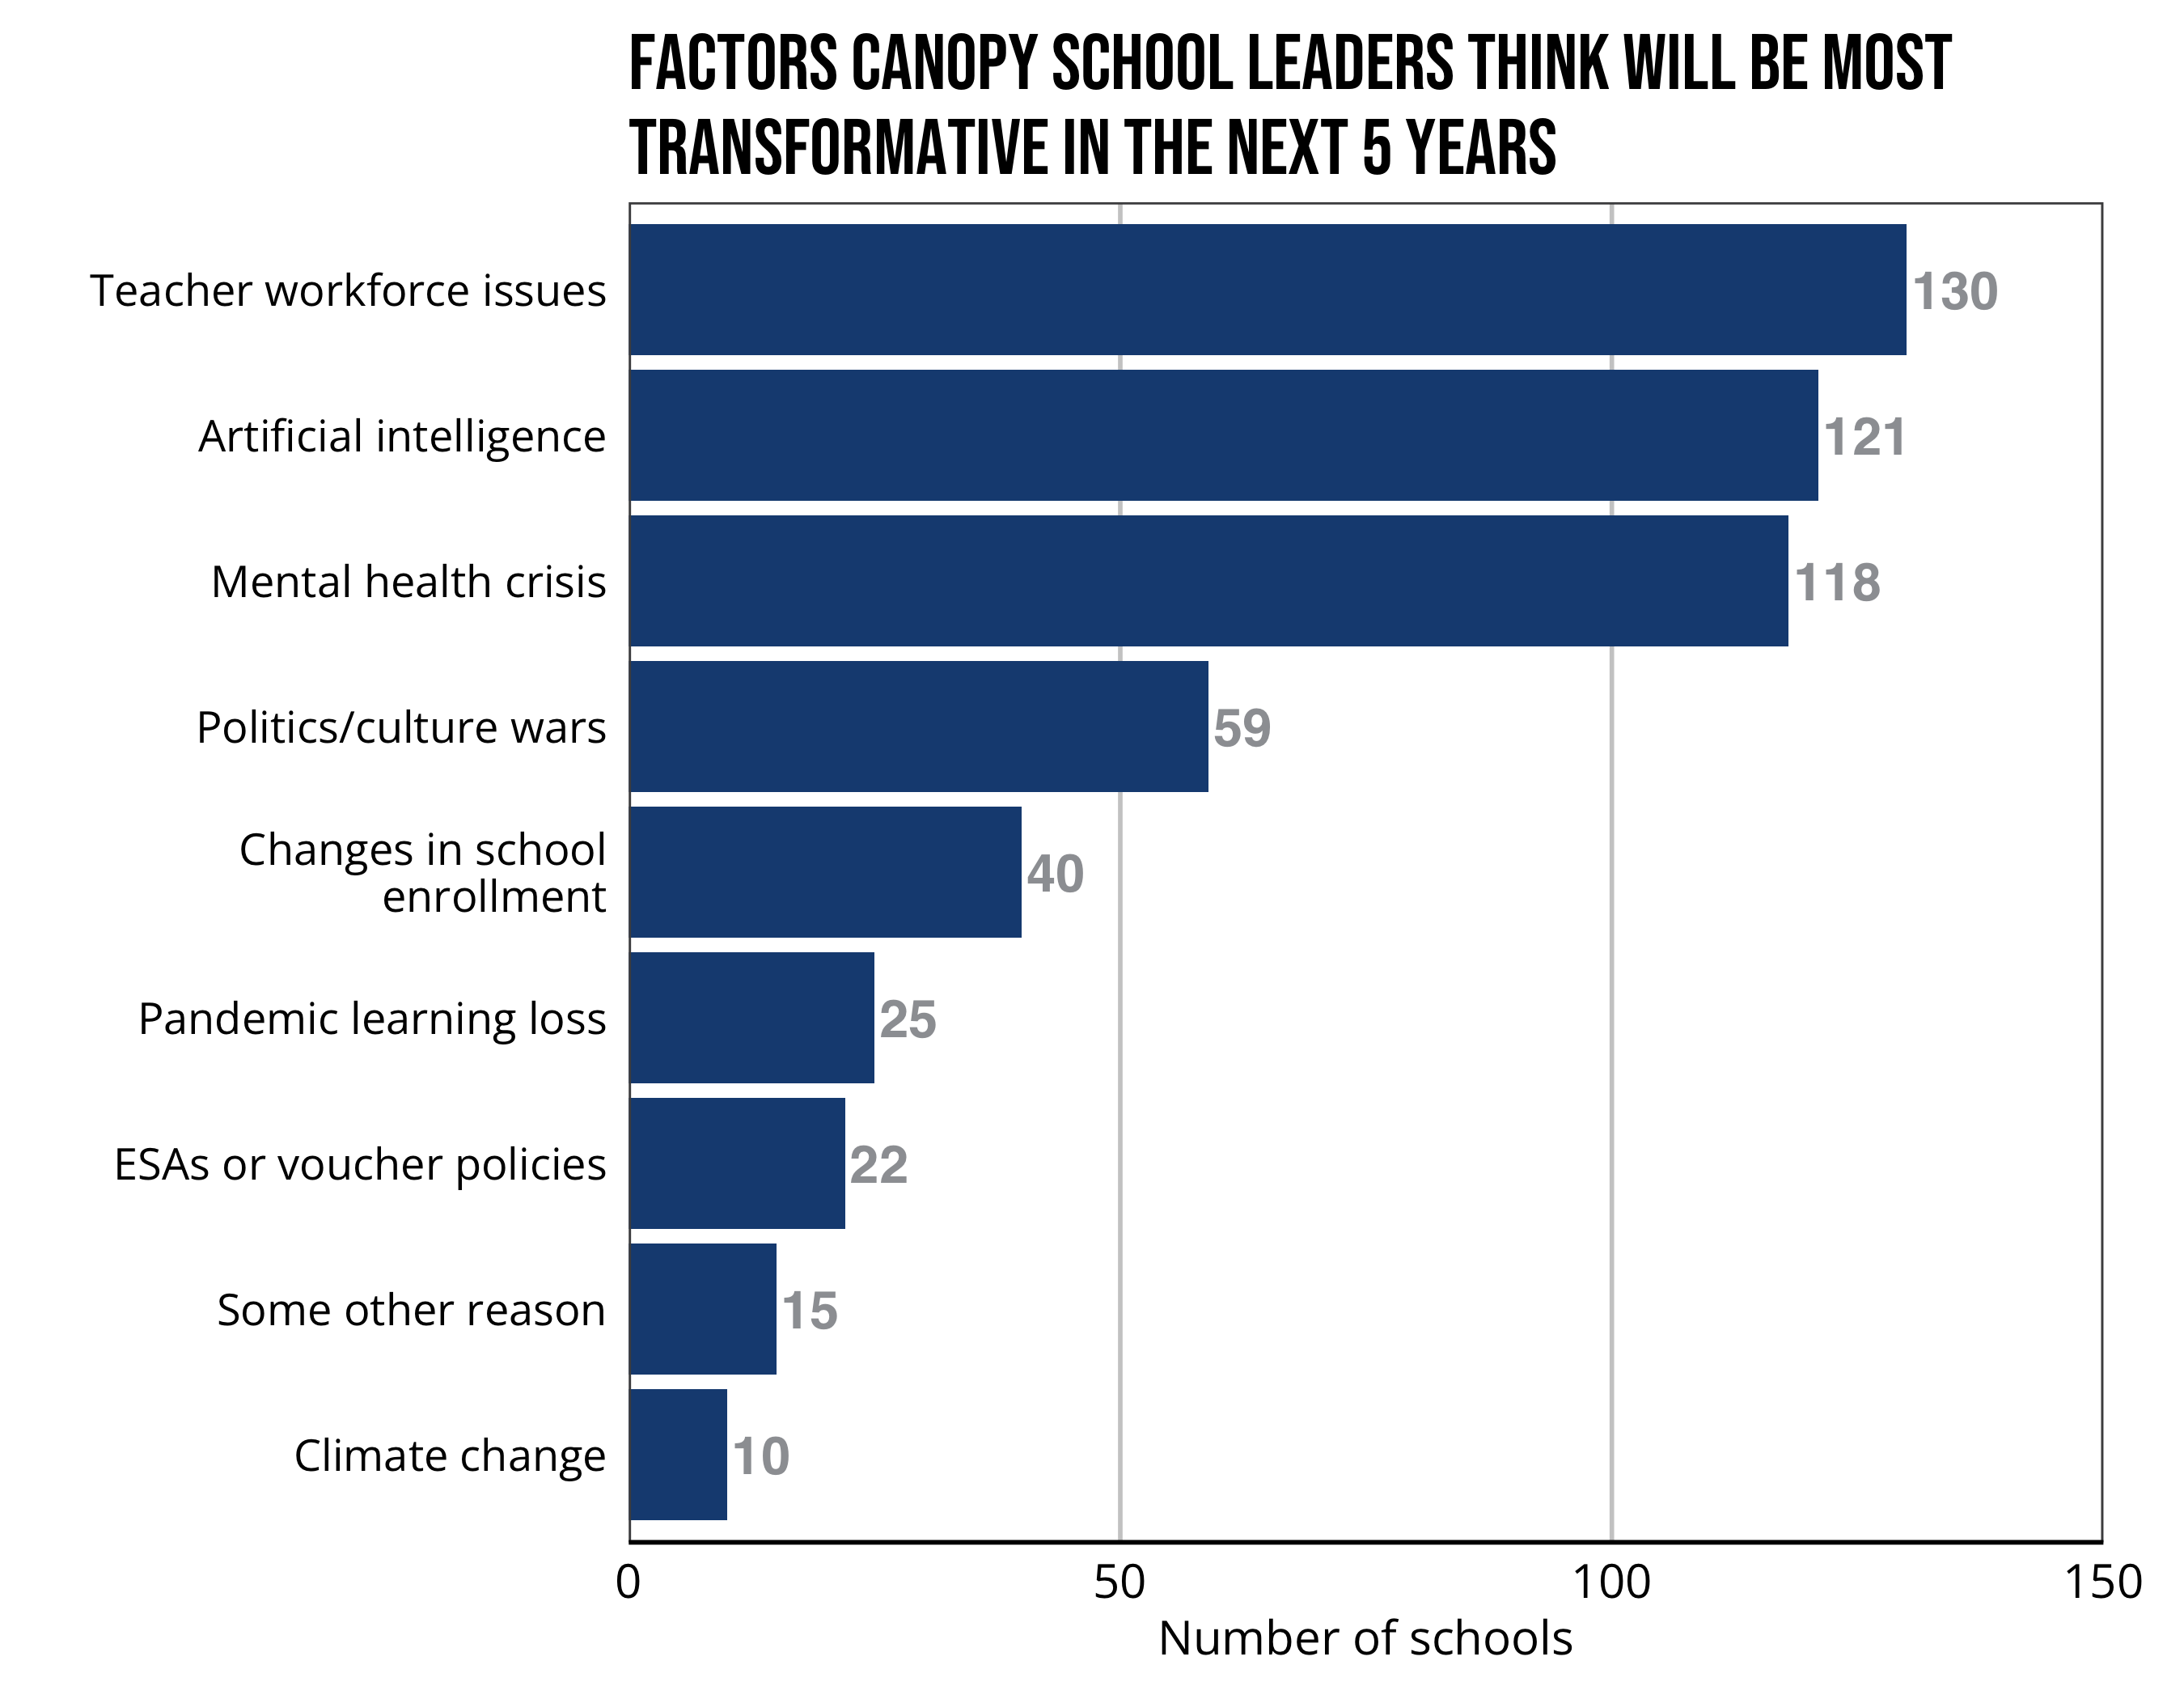 FACTORS CANOPY SCHOOL LEADERS THINK WILL BE MOST
TRANSFORMATIVE IN THE NEXT 5 YEARS
Teacher workforce issues 130
Artificial intelligence 121
Mental health crisis 118
Politics/culture wars 59
Changes in school
enrollment 40
Pandemic learning loss 25
ESAs or voucher policies 22
Some other reason 15
Climate change 10
0 50 100 150
Number of schools